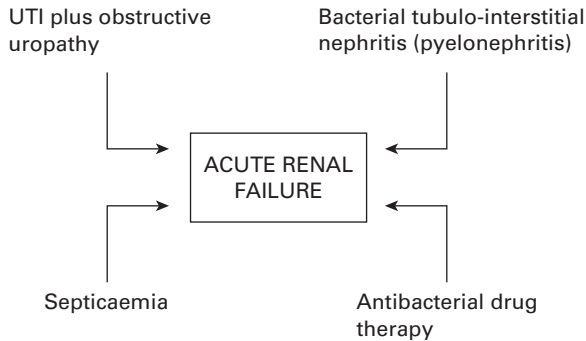 UTI plus obstructive
uropathy
Bacterial tubulo-interstitial
nephritis (pyelonephritis)
ACUTE RENAL
FAILURE
Septicaemia
Antibacterial drug
therapy